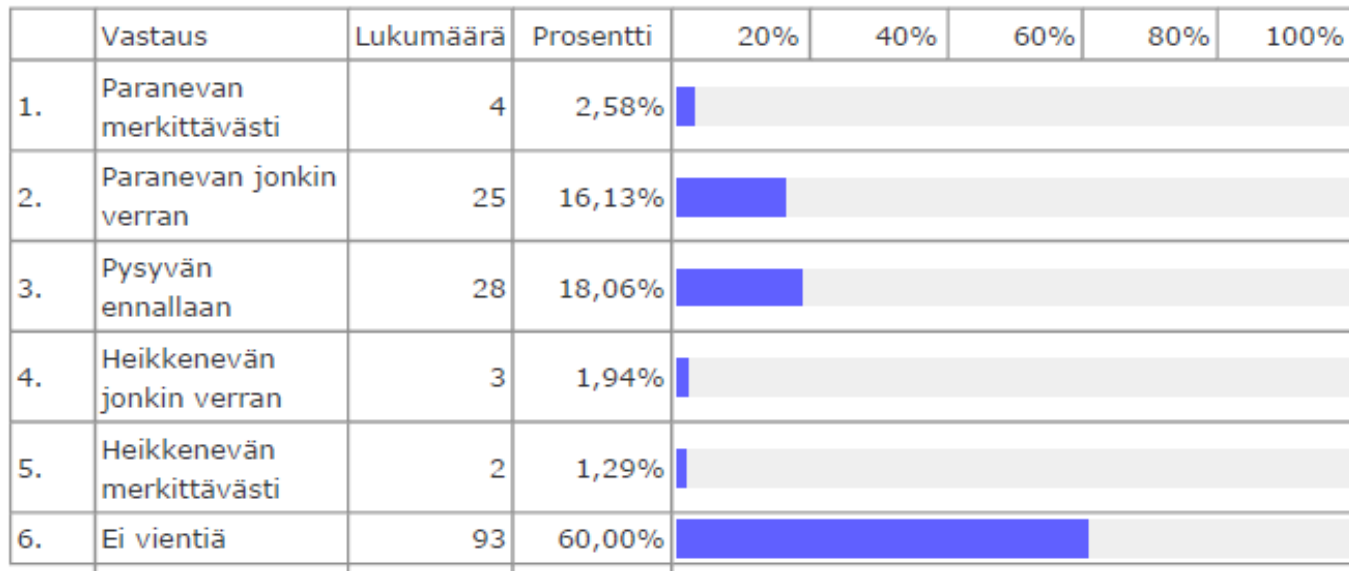 Vastaus Lukumäärä Prosentti 20% 40% 60% 80% 100%
1. Paranevan merkittävästi 4 2,58%
2. Paranevan jonkin verran 25 16,13%
3. Pysyvän ennallaan 28 18,06%
4. Heikkenevän jonkin verran 3 1,94%
5. Heikkenevän merkittävästi 2 1,29%
6. Ei vientiä 93 60,00%